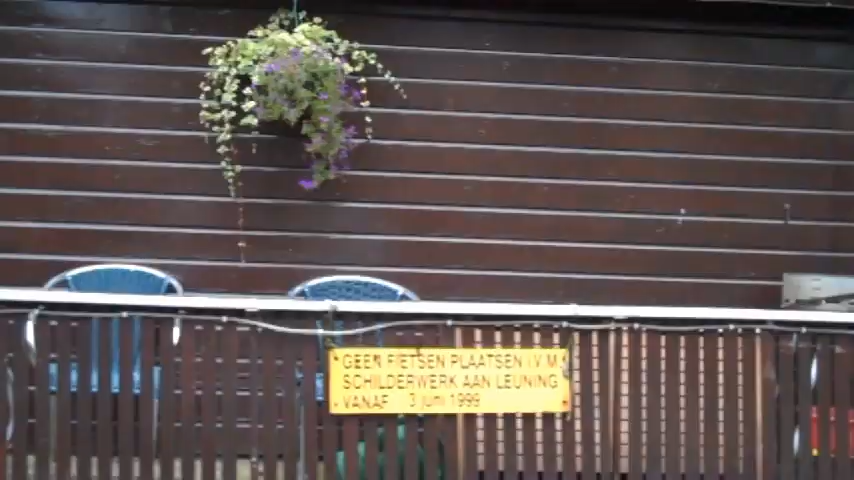 GEEN FIETSEN PLAATSEN I.V.M.
SCHILDERWERK AAN LEUNING
VANAF 3 juni 1999